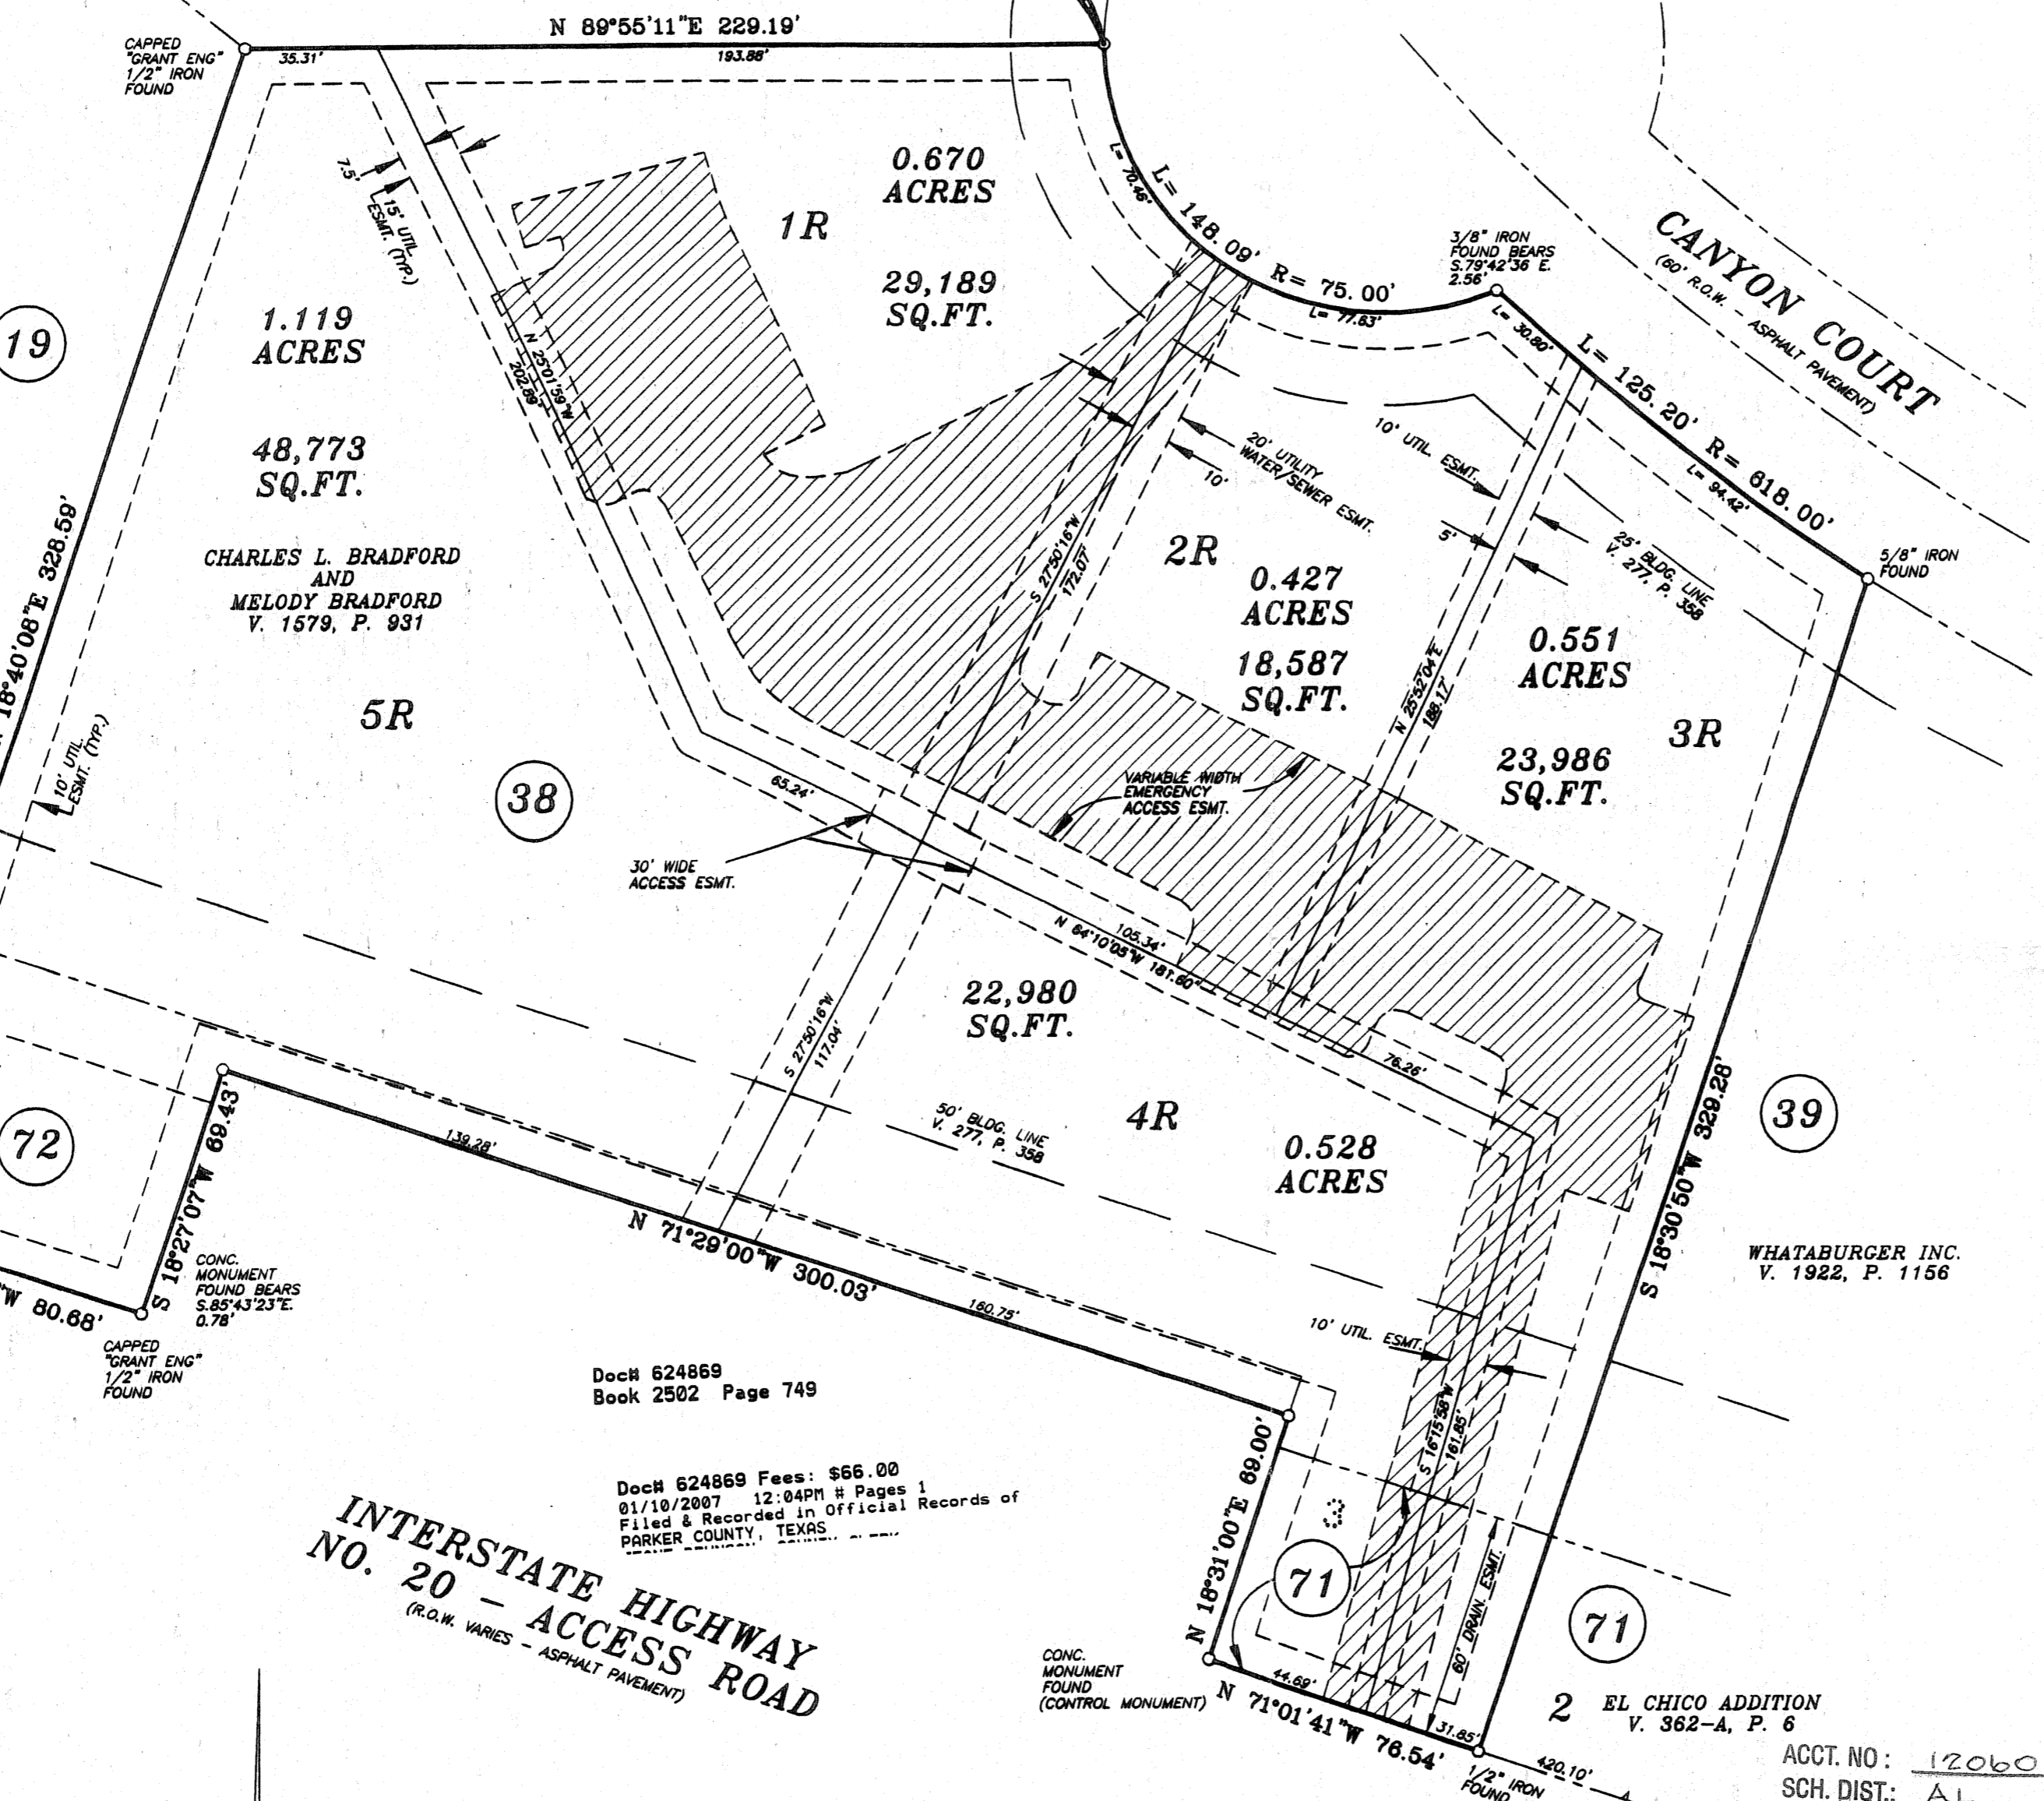 N 89°55'11"E 229.19'
35.31'
193.88'
CAPPED
"GRANT ENG"
1/2" IRON
FOUND
7.5'
15' UTIL
ESMT. (TYP.)
0.670
ACRES
1R
29,189
SQ.FT.
L= 70.46'
L= 148.09' R= 75.00'
L= 77.63'
3/8" IRON
FOUND BEARS
S.79°42'36 E.
2.56'
CANYON COURT
(60' R.O.W. - ASPHALT PAVEMENT)
L= 30.80'
L= 125.20' R= 618.00'
L= 94.42'
5/8" IRON
FOUND
19
1.119
ACRES
48,773
SQ.FT.
N 25°01'59"W
202.89'
CHARLES L. BRADFORD
AND
MELODY BRADFORD
V. 1579, P. 931
5R
18°40'08"E 328.59'
10' UTIL.
ESMT. (TYP.)
38
20' UTILITY
WATER/SEWER ESMT.
10'
10' UTIL. ESMT.
5'
25' BLDG. LINE
V. 277, P. 358
S 27°50'16"W
172.07'
2R
0.427
ACRES
18,587
SQ.FT.
N 25°52'04"E
188.17'
0.551
ACRES
3R
23,986
SQ.FT.
65.24'
VARIABLE WIDTH
EMERGENCY
ACCESS ESMT.
30' WIDE
ACCESS ESMT.
105.34'
N 64°10'05"W 181.60'
76.26'
22,980
SQ.FT.
S 27°50'16"W
117.04'
50' BLDG. LINE
V. 277, P. 358
4R
0.528
ACRES
39
S 18°30'50"W 329.28'
WHATABURGER INC.
V. 1922, P. 1156
72
S 18°27'07"W 69.43'
139.28'
N 71°29'00"W 300.03'
160.75'
CONC.
MONUMENT
FOUND BEARS
S.85°43'23"E.
0.78'
"W 80.68'
CAPPED
"GRANT ENG"
1/2" IRON
FOUND
10' UTIL. ESMT.
S 16°15'58"W
161.85'
Doc# 624869
Book 2502 Page 749
Doc# 624869 Fees: $66.00
01/10/2007 12:04PM # Pages 1
Filed & Recorded in Official Records of
PARKER COUNTY, TEXAS
INTERSTATE HIGHWAY
NO. 20 - ACCESS ROAD
(R.O.W. VARIES - ASPHALT PAVEMENT)
N 18°31'00"E 69.00'
3
71
60' DRAIN. ESMT.
71
CONC.
MONUMENT
FOUND
(CONTROL MONUMENT)
44.69'
N 71°01'41"W 76.54'
31.85'
2 EL CHICO ADDITION
V. 362-A, P. 6
420.10'
1/2" IRON
FOUND
ACCT. NO: 12060
SCH. DIST.: AL